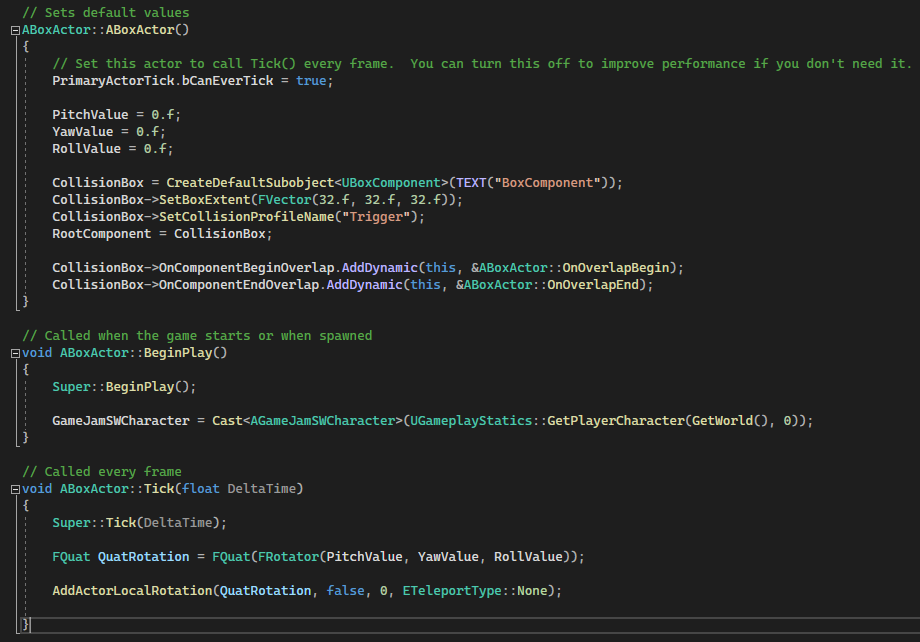 // Sets default values
ABoxActor::ABoxActor()
{
// Set this actor to call Tick() every frame.  You can turn this off to improve performance if you don't need it.
PrimaryActorTick.bCanEverTick = true;
PitchValue = 0.f;
YawValue = 0.f;
RollValue = 0.f;
CollisionBox = CreateDefaultSubobject<UBoxComponent>(TEXT("BoxComponent"));
CollisionBox->SetBoxExtent(FVector(32.f, 32.f, 32.f));
CollisionBox->SetCollisionProfileName("Trigger");
RootComponent = CollisionBox;
CollisionBox->OnComponentBeginOverlap.AddDynamic(this, &ABoxActor::OnOverlapBegin);
CollisionBox->OnComponentEndOverlap.AddDynamic(this, &ABoxActor::OnOverlapEnd);
}
// Called when the game starts or when spawned
void ABoxActor::BeginPlay()
{
Super::BeginPlay();
GameJamSWCharacter = Cast<AGameJamSWCharacter>(UGameplayStatics::GetPlayerCharacter(GetWorld(), 0));
}
// Called every frame
void ABoxActor::Tick(float DeltaTime)
{
Super::Tick(DeltaTime);
FQuat QuatRotation = FQuat(FRotator(PitchValue, YawValue, RollValue));
AddActorLocalRotation(QuatRotation, false, 0, ETeleportType::None);
}